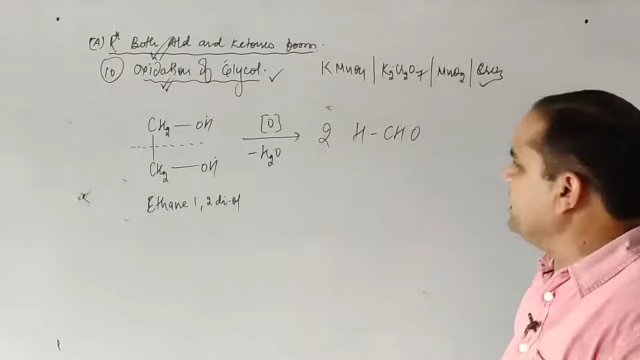 (A) Rn Both Ald and Ketones form.
(10) Oxidation of Glycol. KMnO4 | K2Cr2O7 | MnO2 | CrO3
CH2 — OH [O] 2 H - CHO
- H2O
CH2 — OH
Ethane 1, 2 di-ol